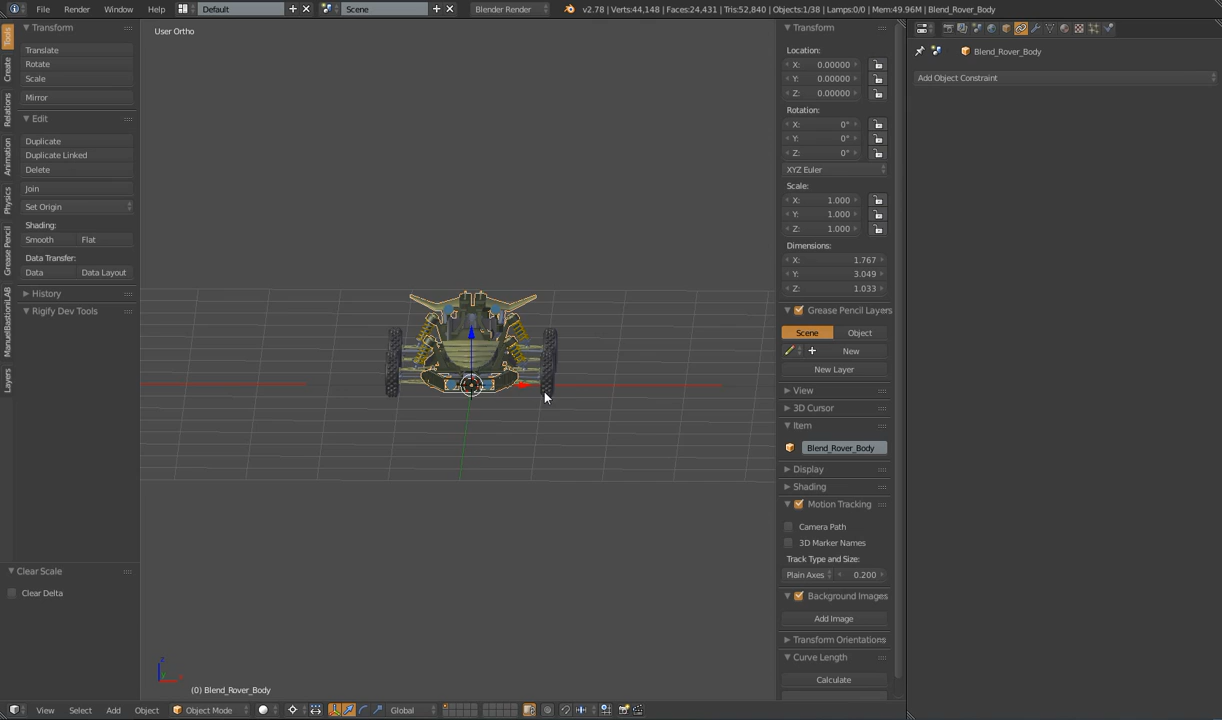 File Render Window Help Default Scene Blender Render v2.78 | Verts:44,148 | Faces:24,431 | Tris:52,840 | Objects:1/38 | Lamps:0/0 | Mem:49.96M | Blend_Rover_Body
Tools
Create
Relations
Animation
Physics
Grease Pencil
ManuelBastioniLAB
Layers
Transform
Translate
Rotate
Scale
Mirror
Edit
Duplicate
Duplicate Linked
Delete
Join
Set Origin
Shading:
Smooth Flat
Data Transfer:
Data Data Layout
History
Rigify Dev Tools
Clear Scale
Clear Delta
User Ortho
z
y
x
(0) Blend_Rover_Body
Transform
Location:
X: 0.00000
Y: 0.00000
Z: 0.00000
Rotation:
X: 0°
Y: 0°
Z: 0°
XYZ Euler
Scale:
X: 1.000
Y: 1.000
Z: 1.000
Dimensions:
X: 1.767
Y: 3.049
Z: 1.033
Grease Pencil Layers
Scene Object
New
New Layer
View
3D Cursor
Item
Blend_Rover_Body
Display
Shading
Motion Tracking
Camera Path
3D Marker Names
Track Type and Size:
Plain Axes 0.200
Background Images
Add Image
Transform Orientations
Curve Length
Calculate
Blend_Rover_Body
Add Object Constraint
View Select Add Object Object Mode Global